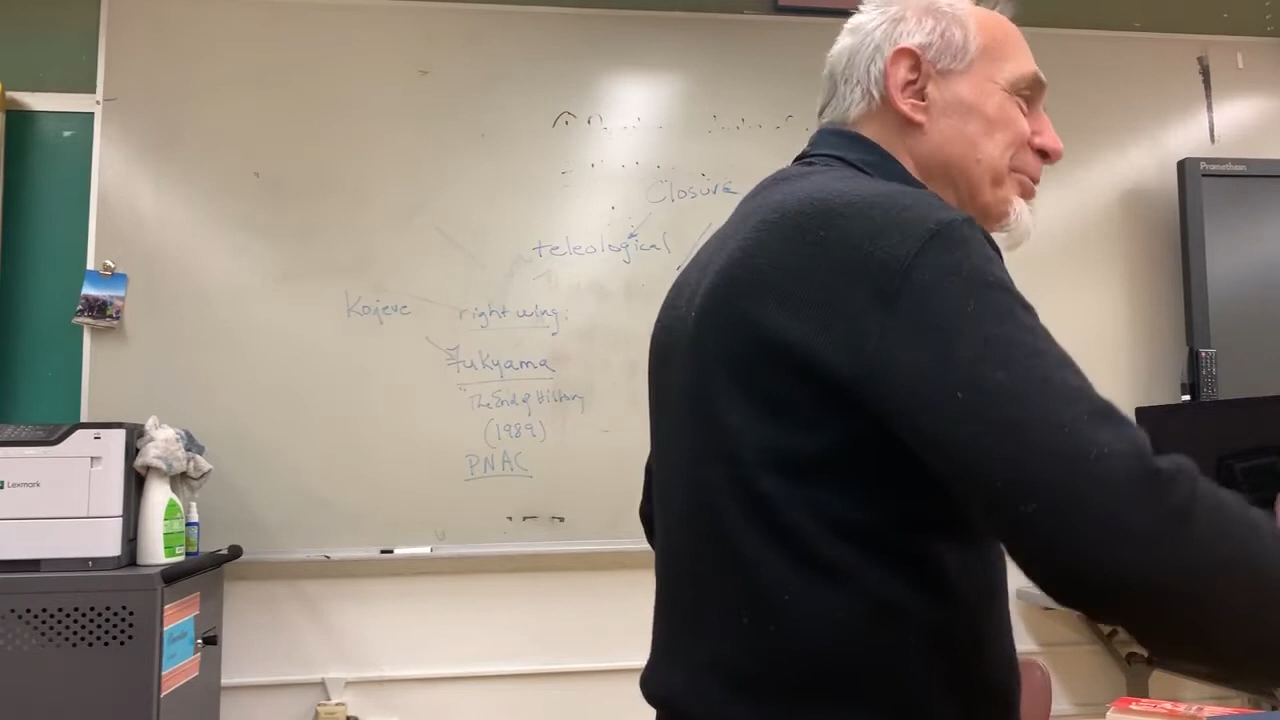 Closure
Promethean
teleological
Kojeve
right wing:
Fukyama
"The End of History
(1989)
PNAC
Lexmark